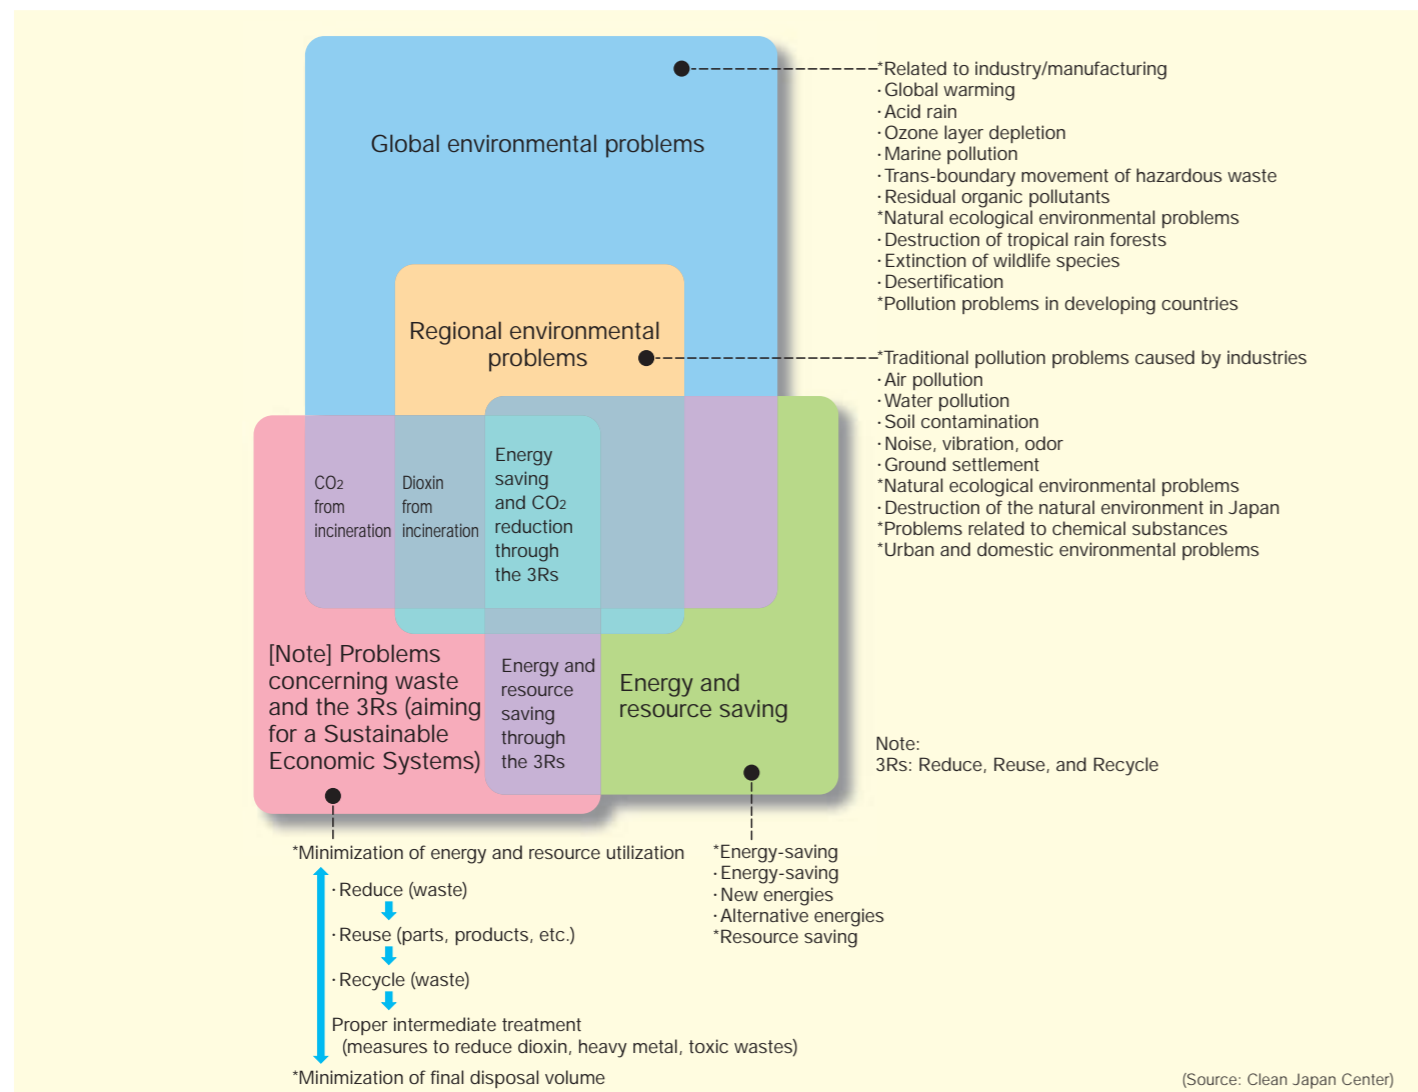 Global environmental problems
*Related to industry/manufacturing
·Global warming
·Acid rain
·Ozone layer depletion
·Marine pollution
·Trans-boundary movement of hazardous waste
·Residual organic pollutants
*Natural ecological environmental problems
·Destruction of tropical rain forests
·Extinction of wildlife species
·Desertification
*Pollution problems in developing countries
Regional environmental
problems
*Traditional pollution problems caused by industries
·Air pollution
·Water pollution
·Soil contamination
·Noise, vibration, odor
·Ground settlement
*Natural ecological environmental problems
·Destruction of the natural environment in Japan
*Problems related to chemical substances
*Urban and domestic environmental problems
CO2
from
incineration
Dioxin
from
incineration
Energy
saving
and CO2
reduction
through
the 3Rs
[Note] Problems
concerning waste
and the 3Rs (aiming
for a Sustainable
Economic Systems)
Energy and
resource
saving
through
the 3Rs
Energy and
resource saving
Note:
3Rs: Reduce, Reuse, and Recycle
*Minimization of energy and resource utilization
·Reduce (waste)
·Reuse (parts, products, etc.)
·Recycle (waste)
Proper intermediate treatment
(measures to reduce dioxin, heavy metal, toxic wastes)
*Minimization of final disposal volume
*Energy-saving
·Energy-saving
·New energies
·Alternative energies
*Resource saving
(Source: Clean Japan Center)